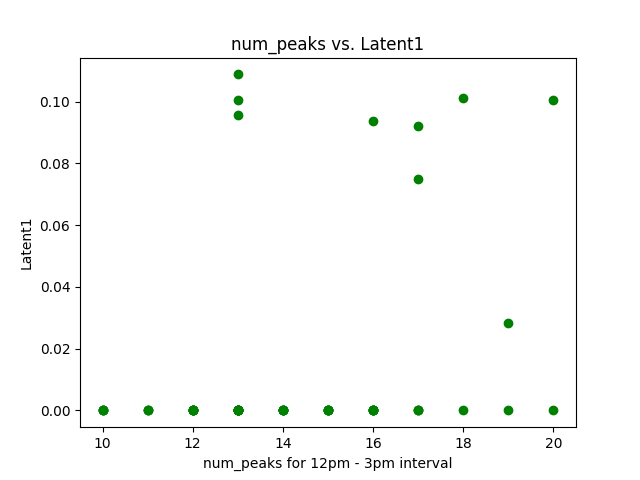 num_peaks vs. Latent1
0.10
0.08
0.06
0.04
0.02
0.00
Latent1
10 12 14 16 18 20
num_peaks for 12pm - 3pm interval